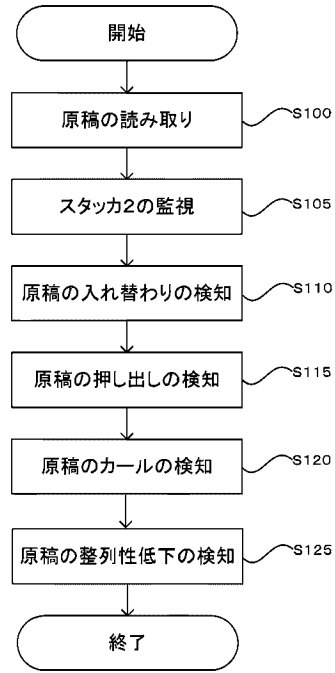 開始
原稿の読み取り S100
スタッカ2の監視 S105
原稿の入れ替わりの検知 S110
原稿の押し出しの検知 S115
原稿のカールの検知 S120
原稿の整列性低下の検知 S125
終了